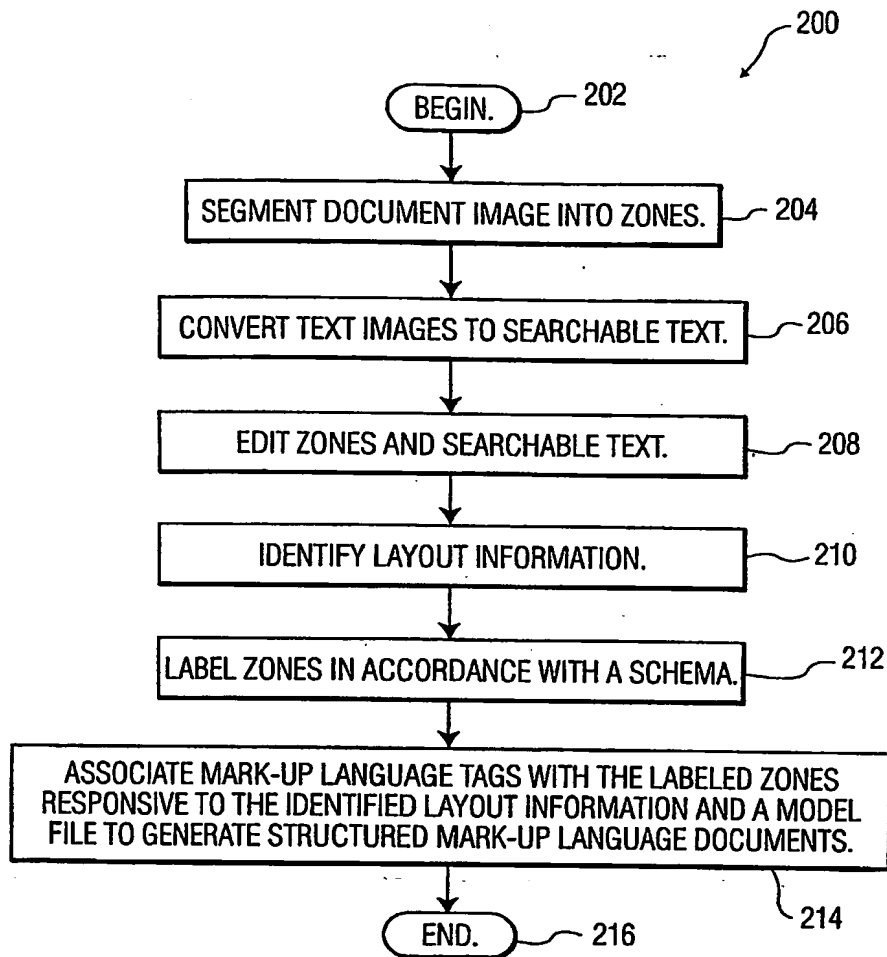 200
BEGIN.
202
SEGMENT DOCUMENT IMAGE INTO ZONES.
204
CONVERT TEXT IMAGES TO SEARCHABLE TEXT.
206
EDIT ZONES AND SEARCHABLE TEXT.
208
IDENTIFY LAYOUT INFORMATION.
210
LABEL ZONES IN ACCORDANCE WITH A SCHEMA.
212
ASSOCIATE MARK-UP LANGUAGE TAGS WITH THE LABELED ZONES
RESPONSIVE TO THE IDENTIFIED LAYOUT INFORMATION AND A MODEL
FILE TO GENERATE STRUCTURED MARK-UP LANGUAGE DOCUMENTS.
214
END.
216